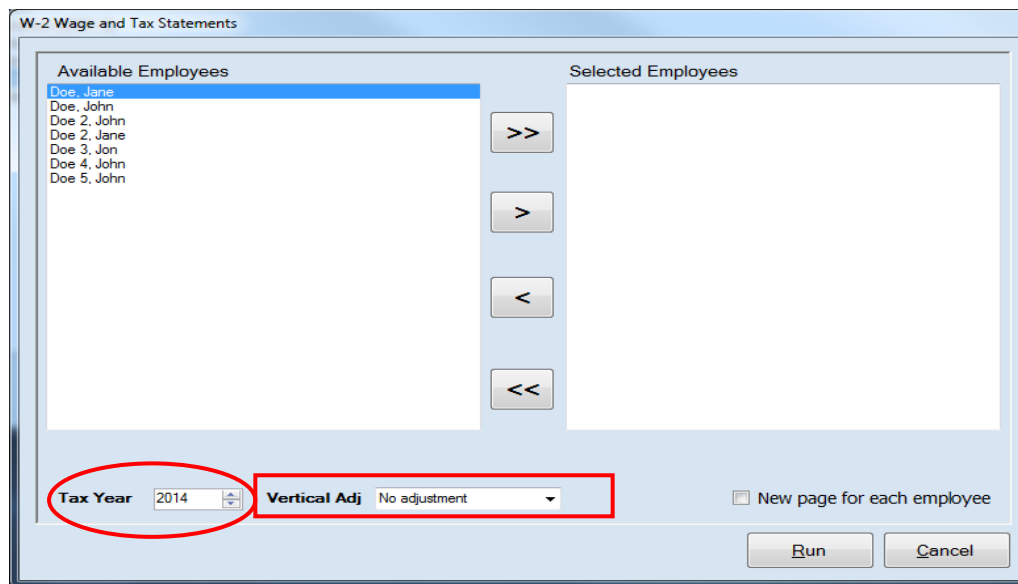 W-2 Wage and Tax Statements
Available Employees
Selected Employees
Doe, Jane
Doe, John
Doe 2, John
Doe 2, Jane
Doe 3, Jon
Doe 4, John
Doe 5, John
>>
>
<
<<
Tax Year 2014 Vertical Adj No adjustment New page for each employee
Run Cancel